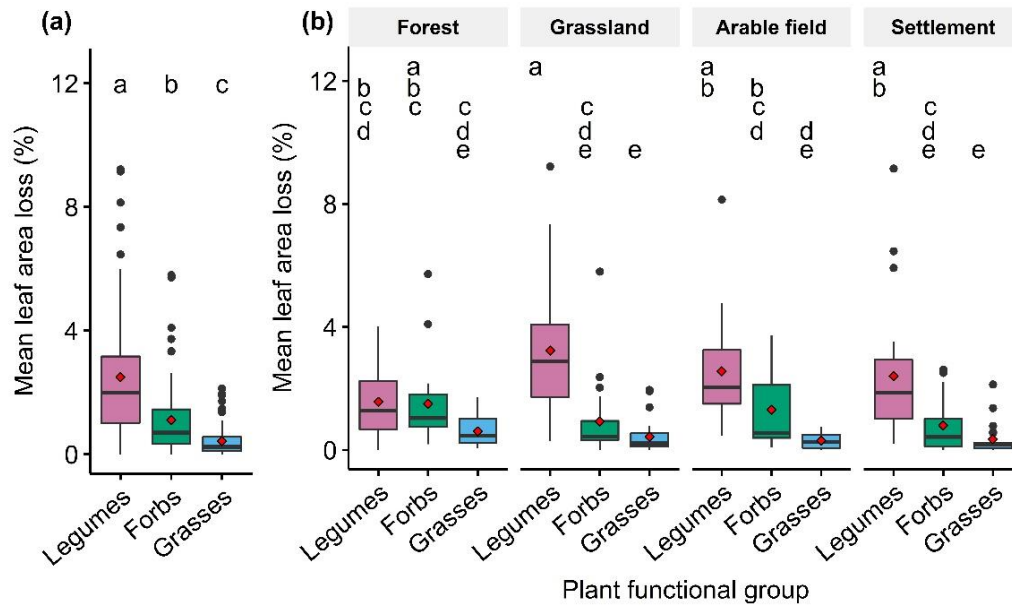 (a)
Mean leaf area loss (%)
12
8
4
0
a b c
Legumes
Forbs
Grasses
(b)
Forest Grassland Arable field Settlement
Mean leaf area loss (%)
12
8
4
0
b
c
d
a
b
c
c
d
e
a
c
d
e
e
a
b
b
c
d
d
e
a
b
c
d
e
e
Legumes
Forbs
Grasses
Legumes
Forbs
Grasses
Legumes
Forbs
Grasses
Legumes
Forbs
Grasses
Plant functional group